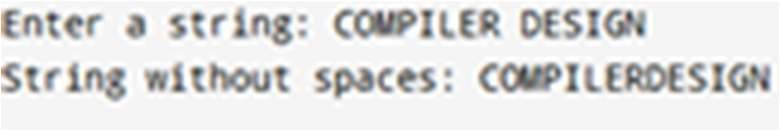 Enter a string: COMPILER DESIGN
String without spaces: COMPILERDESIGN